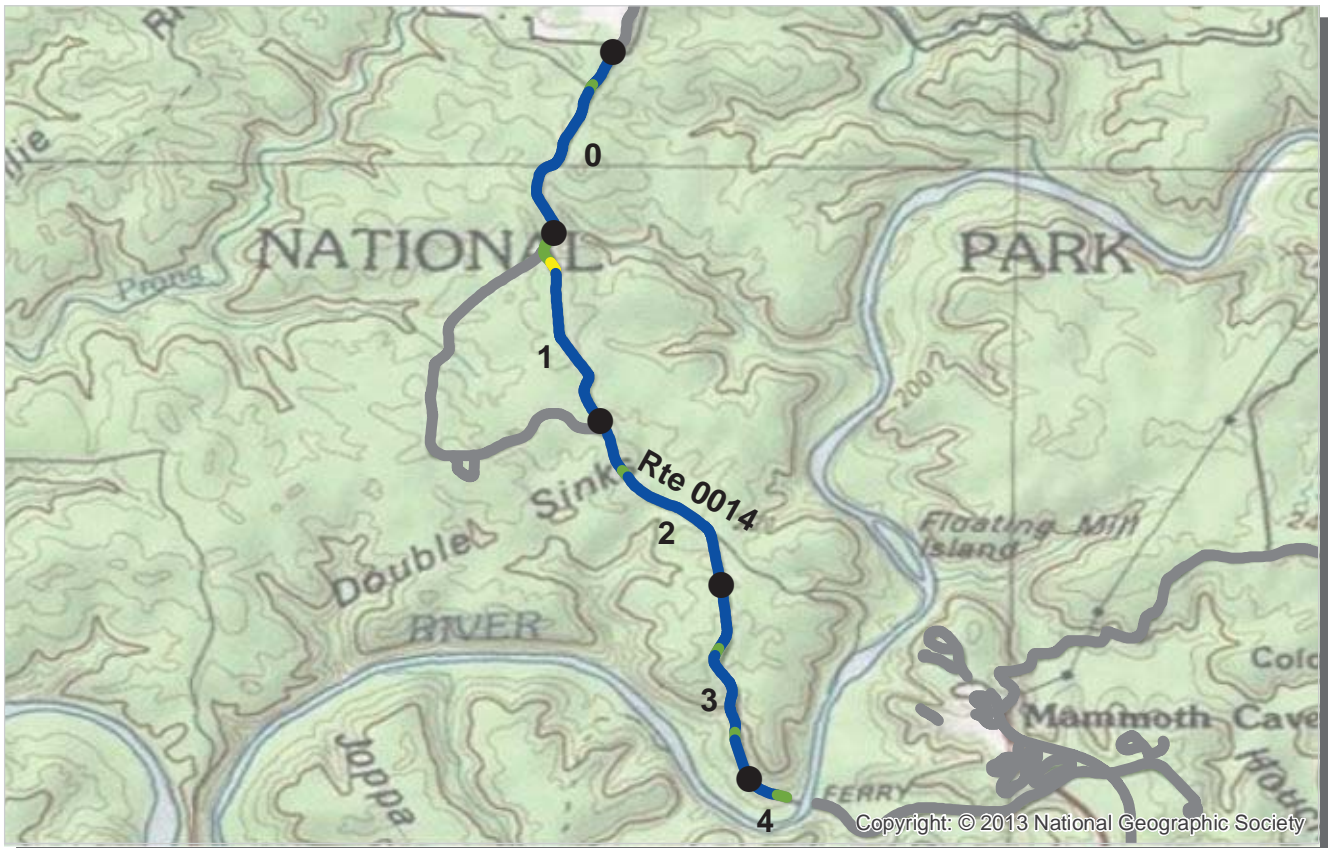 0
NATIONAL
PARK
Prong
1
200
Rte 0014
Sinks
2
Double
Floating Mill
Island
RIVER
3
Mammoth Cave
Joppa
FERRY
4
Copyright: © 2013 National Geographic Society